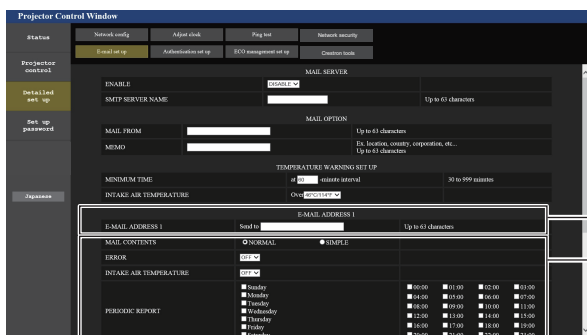 Projector Control Window
Status
Network config Adjust clock Ping test Network security
E-mail set up Authentication set up ECO management set up Crestron tools
Projector control
Detailed set up
Set up password
Japanese
MAIL SERVER
ENABLE DISABLE
SMTP SERVER NAME Up to 63 characters
MAIL OPTION
MAIL FROM Up to 63 characters
MEMO Ex. location, country, corporation, etc...
Up to 63 characters
TEMPERATURE WARNING SET UP
MINIMUM TIME at 60 -minute interval 30 to 999 minutes
INTAKE AIR TEMPERATURE Over 46°C/114°F
E-MAIL ADDRESS 1
E-MAIL ADDRESS 1 Send to Up to 63 characters
MAIL CONTENTS NORMAL SIMPLE
ERROR OFF
INTAKE AIR TEMPERATURE OFF
PERIODIC REPORT
Sunday 00:00 01:00 02:00 03:00
Monday 04:00 05:00 06:00 07:00
Tuesday 08:00 09:00 10:00 11:00
Wednesday 12:00 13:00 14:00 15:00
Thursday 16:00 17:00 18:00 19:00
Friday